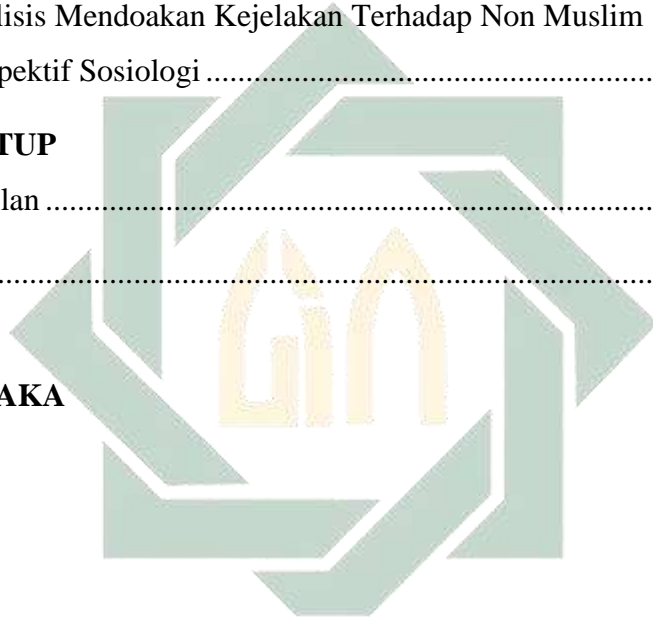 lisis Mendoakan Kejelakan Terhadap Non Muslim
pektif Sosiologi ..........................................................................
TUP
lan ....................................................................................................
............................................................................................................
AKA